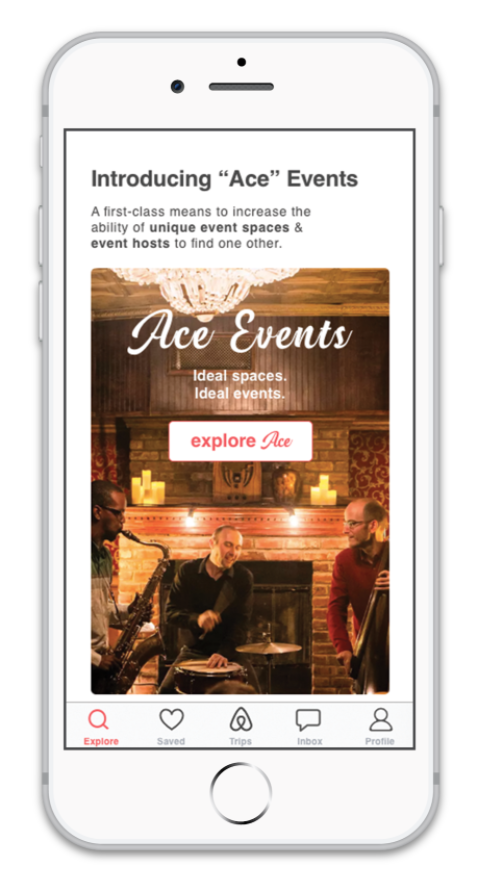 Introducing “Ace” Events
A first-class means to increase the
ability of unique event spaces &
event hosts to find one other.
Ace Events
Ideal spaces.
Ideal events.
explore Ace
Explore
Saved
Trips
Inbox
Profile